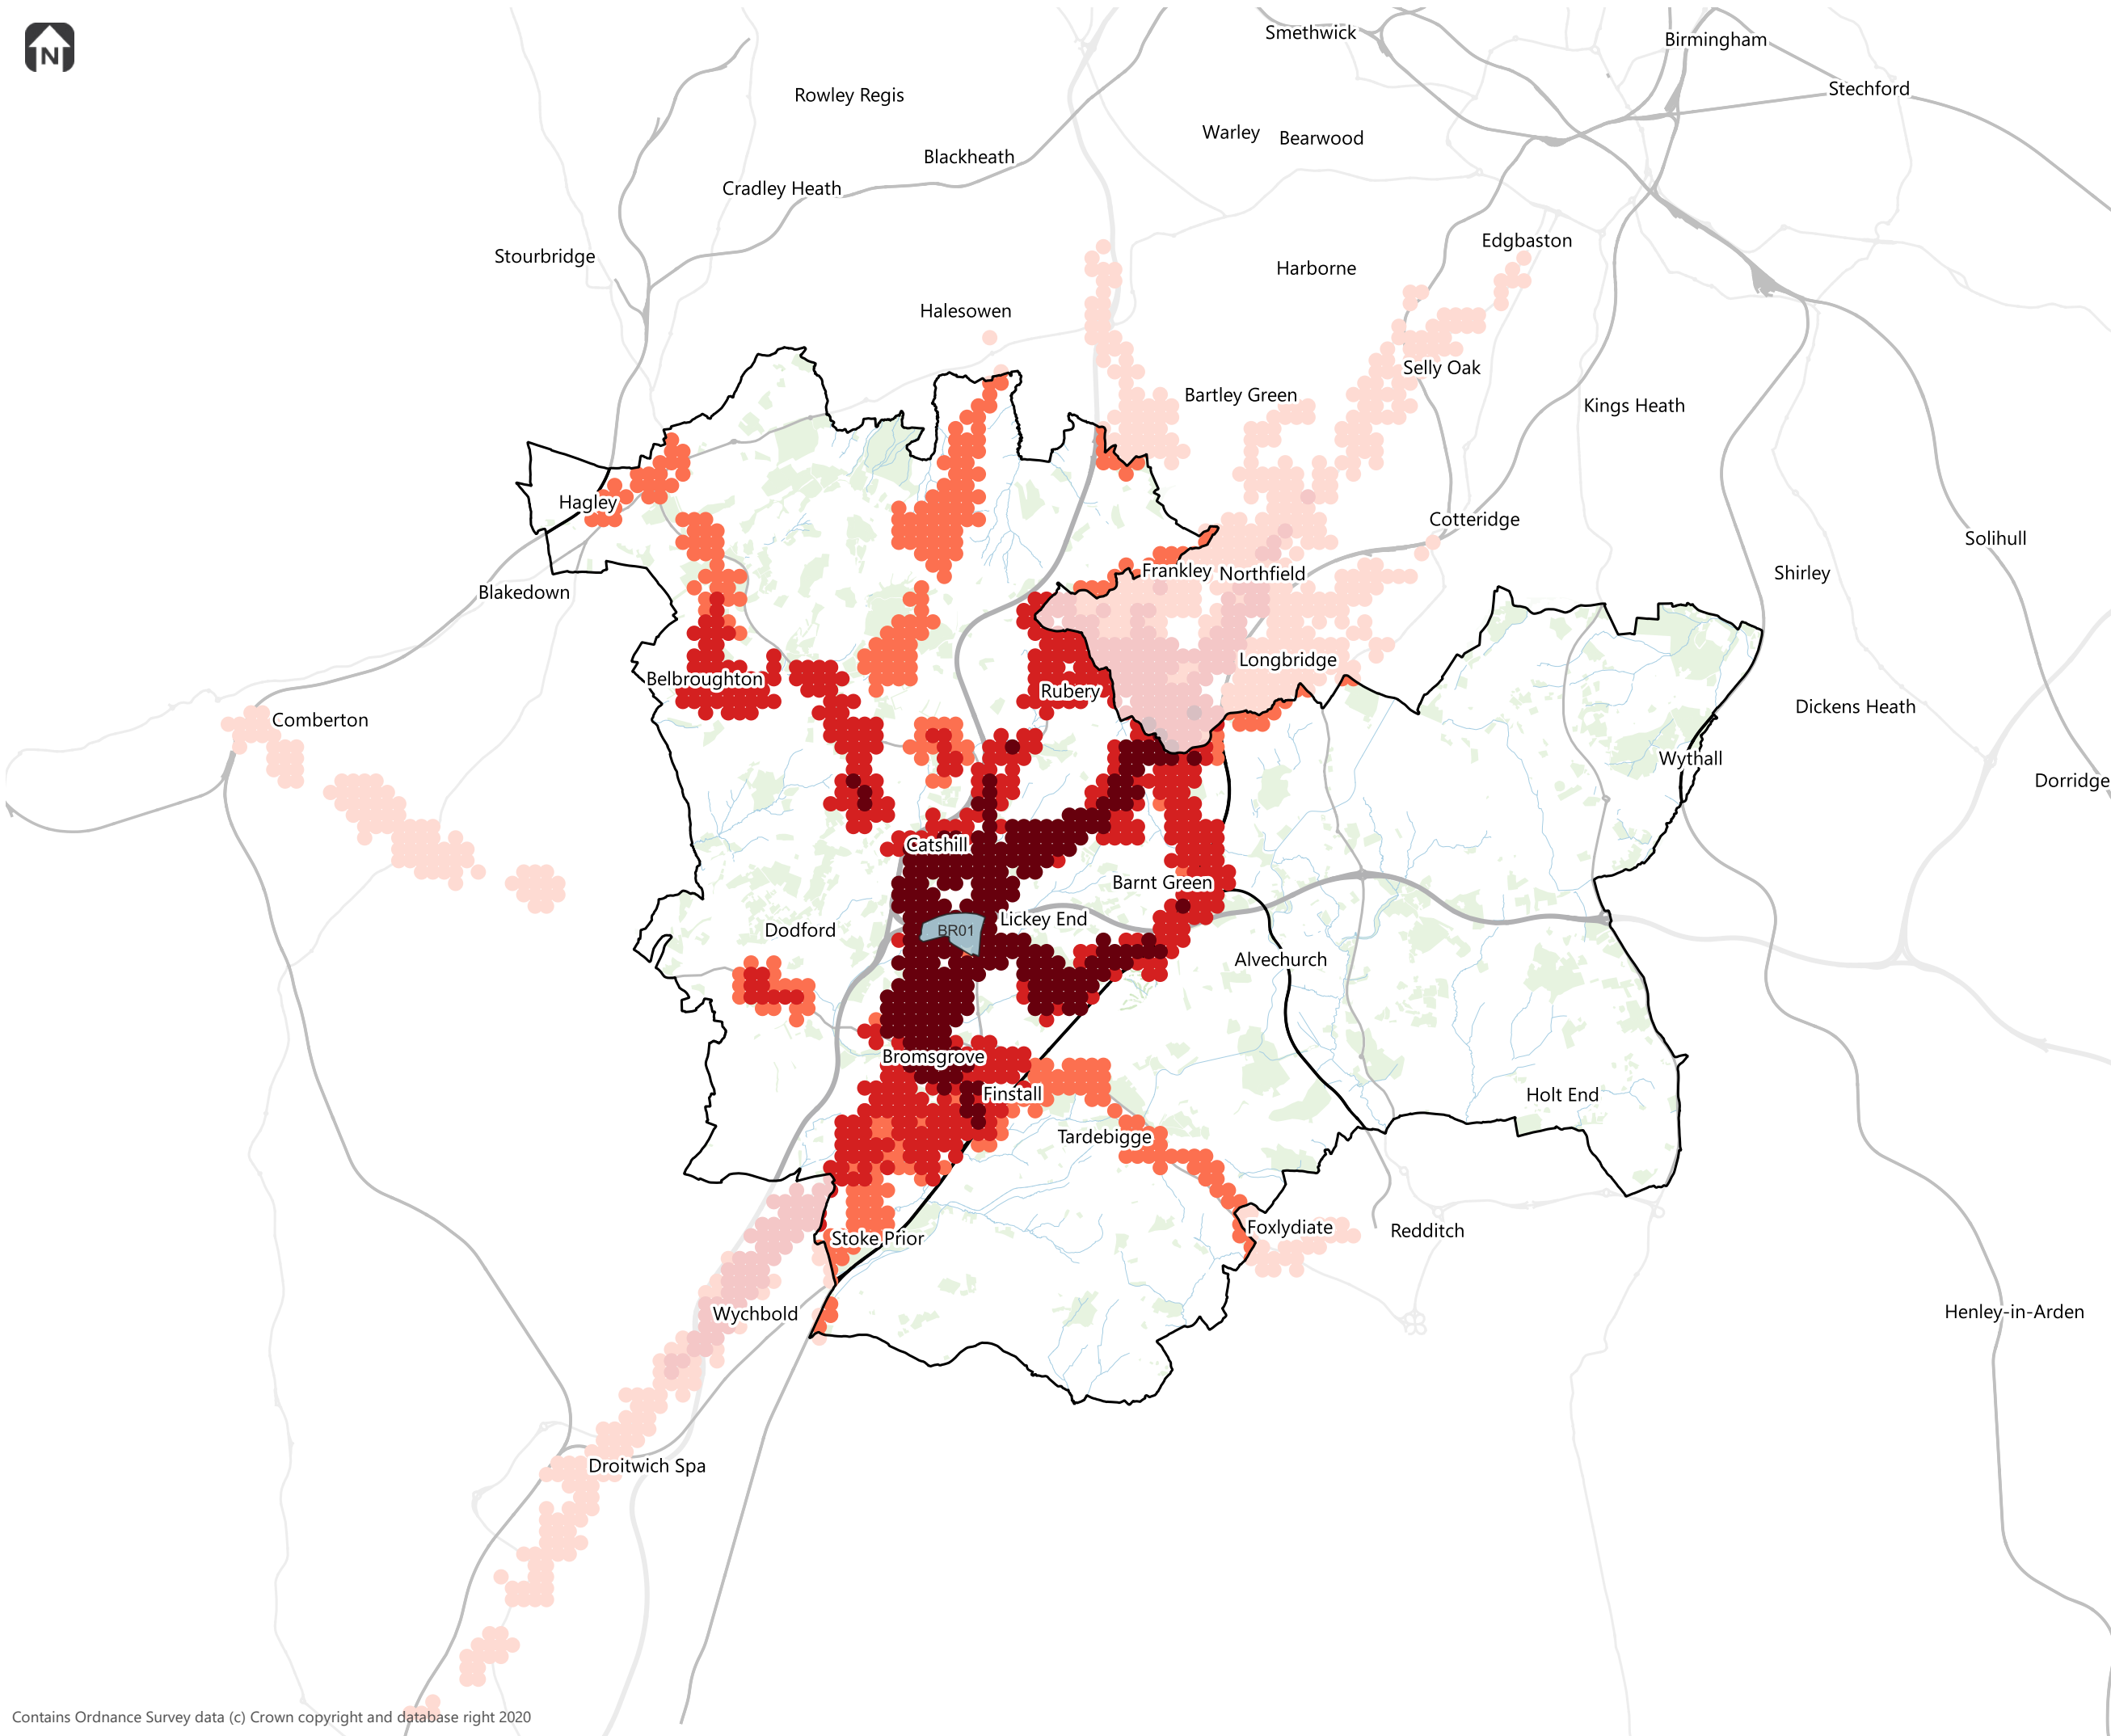 Smethwick
Birmingham
N
Stechford
Rowley Regis
Warley
Bearwood
Blackheath
Cradley Heath
Edgbaston
Stourbridge
Harborne
Halesowen
Selly Oak
Bartley Green
Kings Heath
Hagley
Cotteridge
Solihull
Frankley
Northfield
Shirley
Blakedown
Longbridge
Belbroughton
Rubery
Dickens Heath
Comberton
Wythall
Dorridge
Catshill
Barnt Green
Lickey End
Dodford
BR01
Alvechurch
Bromsgrove
Finstall
Holt End
Tardebigge
Foxlydiate
Redditch
Stoke Prior
Wychbold
Henley-in-Arden
Droitwich Spa
Contains Ordnance Survey data (c) Crown copyright and database right 2020